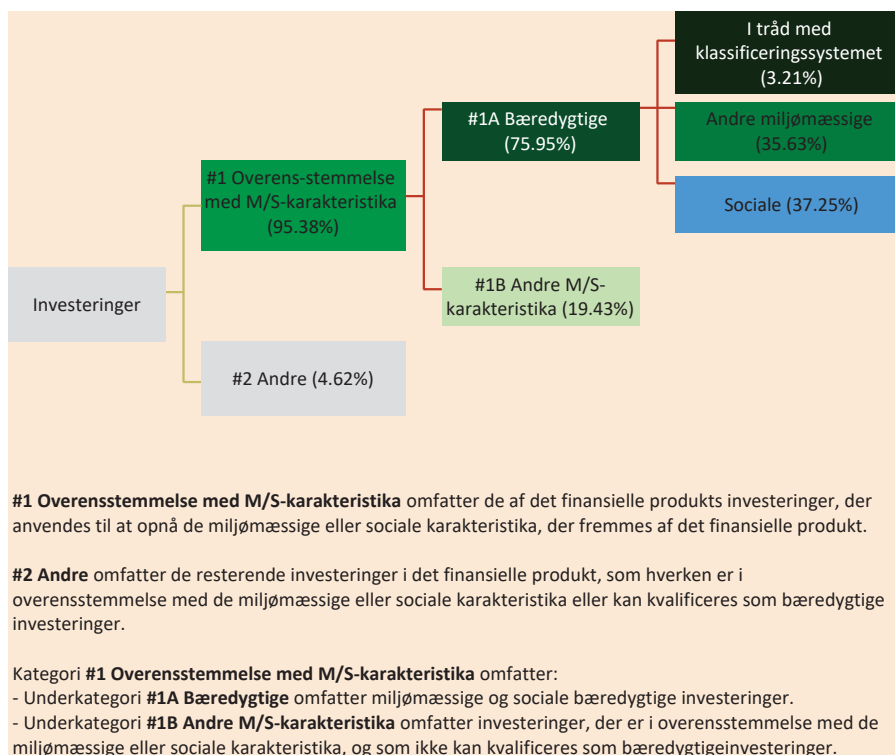 I tråd med
klassificeringssystemet
(3.21%)
#1A Bæredygtige
(75.95%)
Andre miljømæssige
(35.63%)
#1 Overens-stemmelse
med M/S-karakteristika
(95.38%)
Sociale (37.25%)
Investeringer
#1B Andre M/S-
karakteristika (19.43%)
#2 Andre (4.62%)
#1 Overensstemmelse med M/S-karakteristika omfatter de af det finansielle produkts investeringer, der
anvendes til at opnå de miljømæssige eller sociale karakteristika, der fremmes af det finansielle produkt.
#2 Andre omfatter de resterende investeringer i det finansielle produkt, som hverken er i
overensstemmelse med de miljømæssige eller sociale karakteristika eller kan kvalificeres som bæredygtige
investeringer.
Kategori #1 Overensstemmelse med M/S-karakteristika omfatter:
- Underkategori #1A Bæredygtige omfatter miljømæssige og sociale bæredygtige investeringer.
- Underkategori #1B Andre M/S-karakteristika omfatter investeringer, der er i overensstemmelse med de
miljømæssige eller sociale karakteristika, og som ikke kan kvalificeres som bæredygtigeinvesteringer.